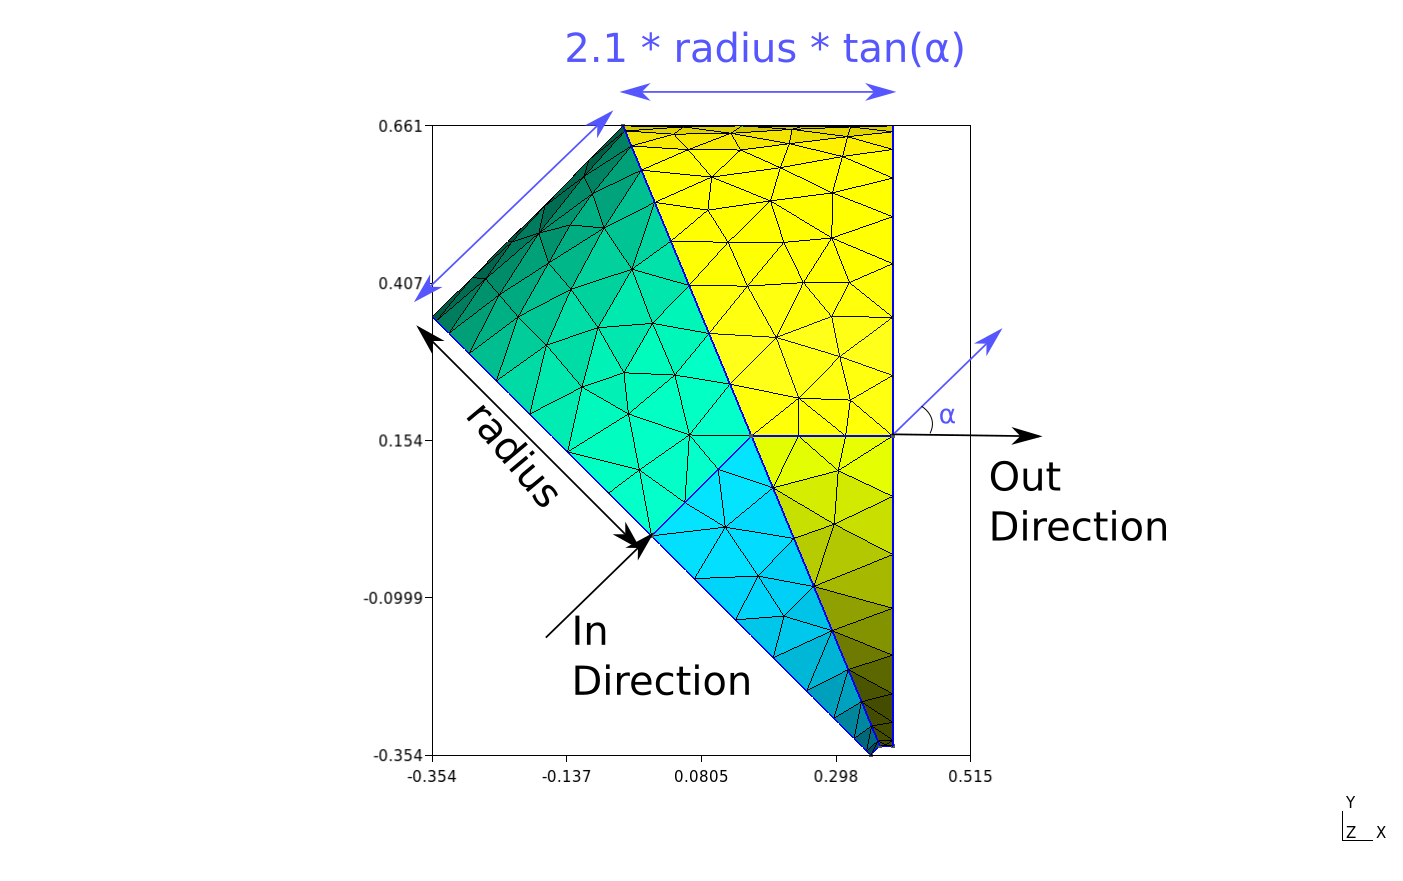 2.1 * radius * tan(α)
0.661
0.407
0.154
-0.0999
-0.354
-0.354
-0.137
0.0805
0.298
0.515
radius
α
Out
Direction
In
Direction
Y
Z X